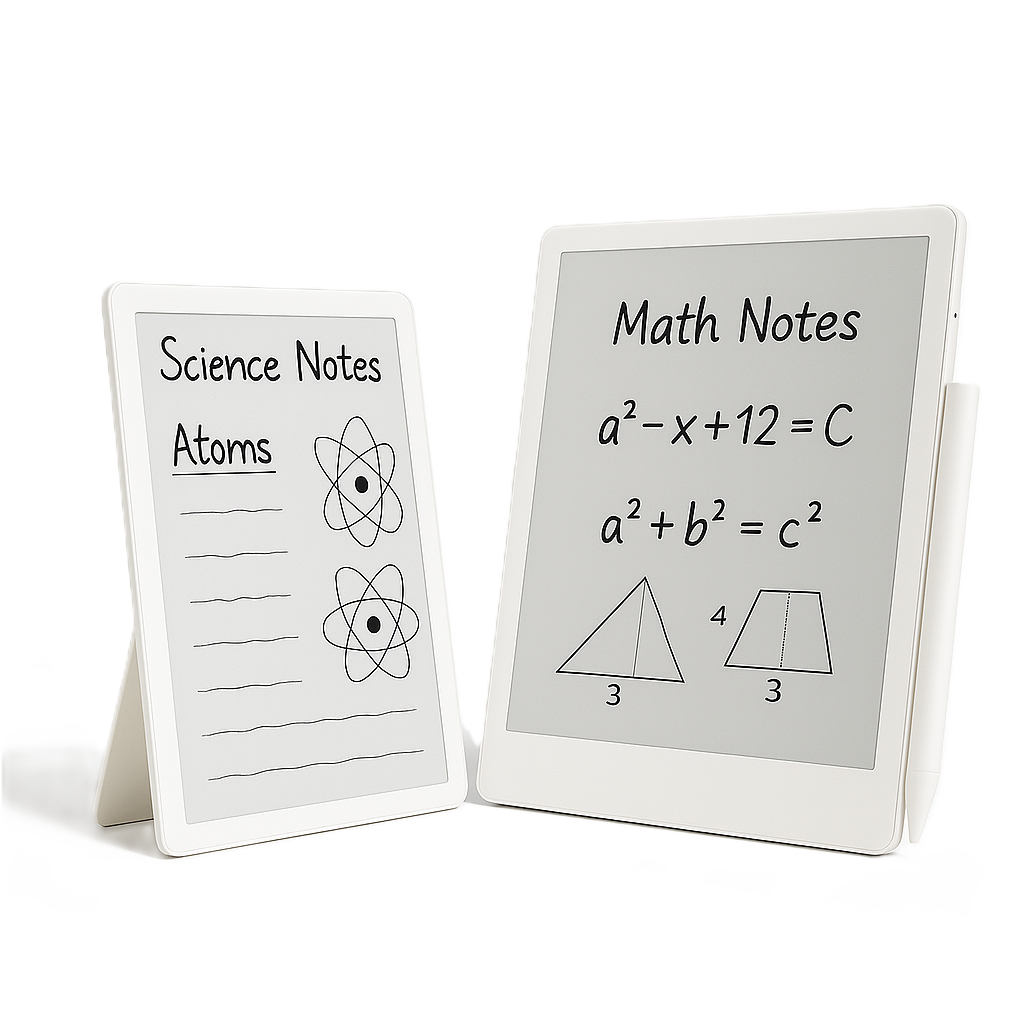 Science Notes
Atoms
Math Notes
a² – x + 12 = C
a² + b² = c²
3
4
3